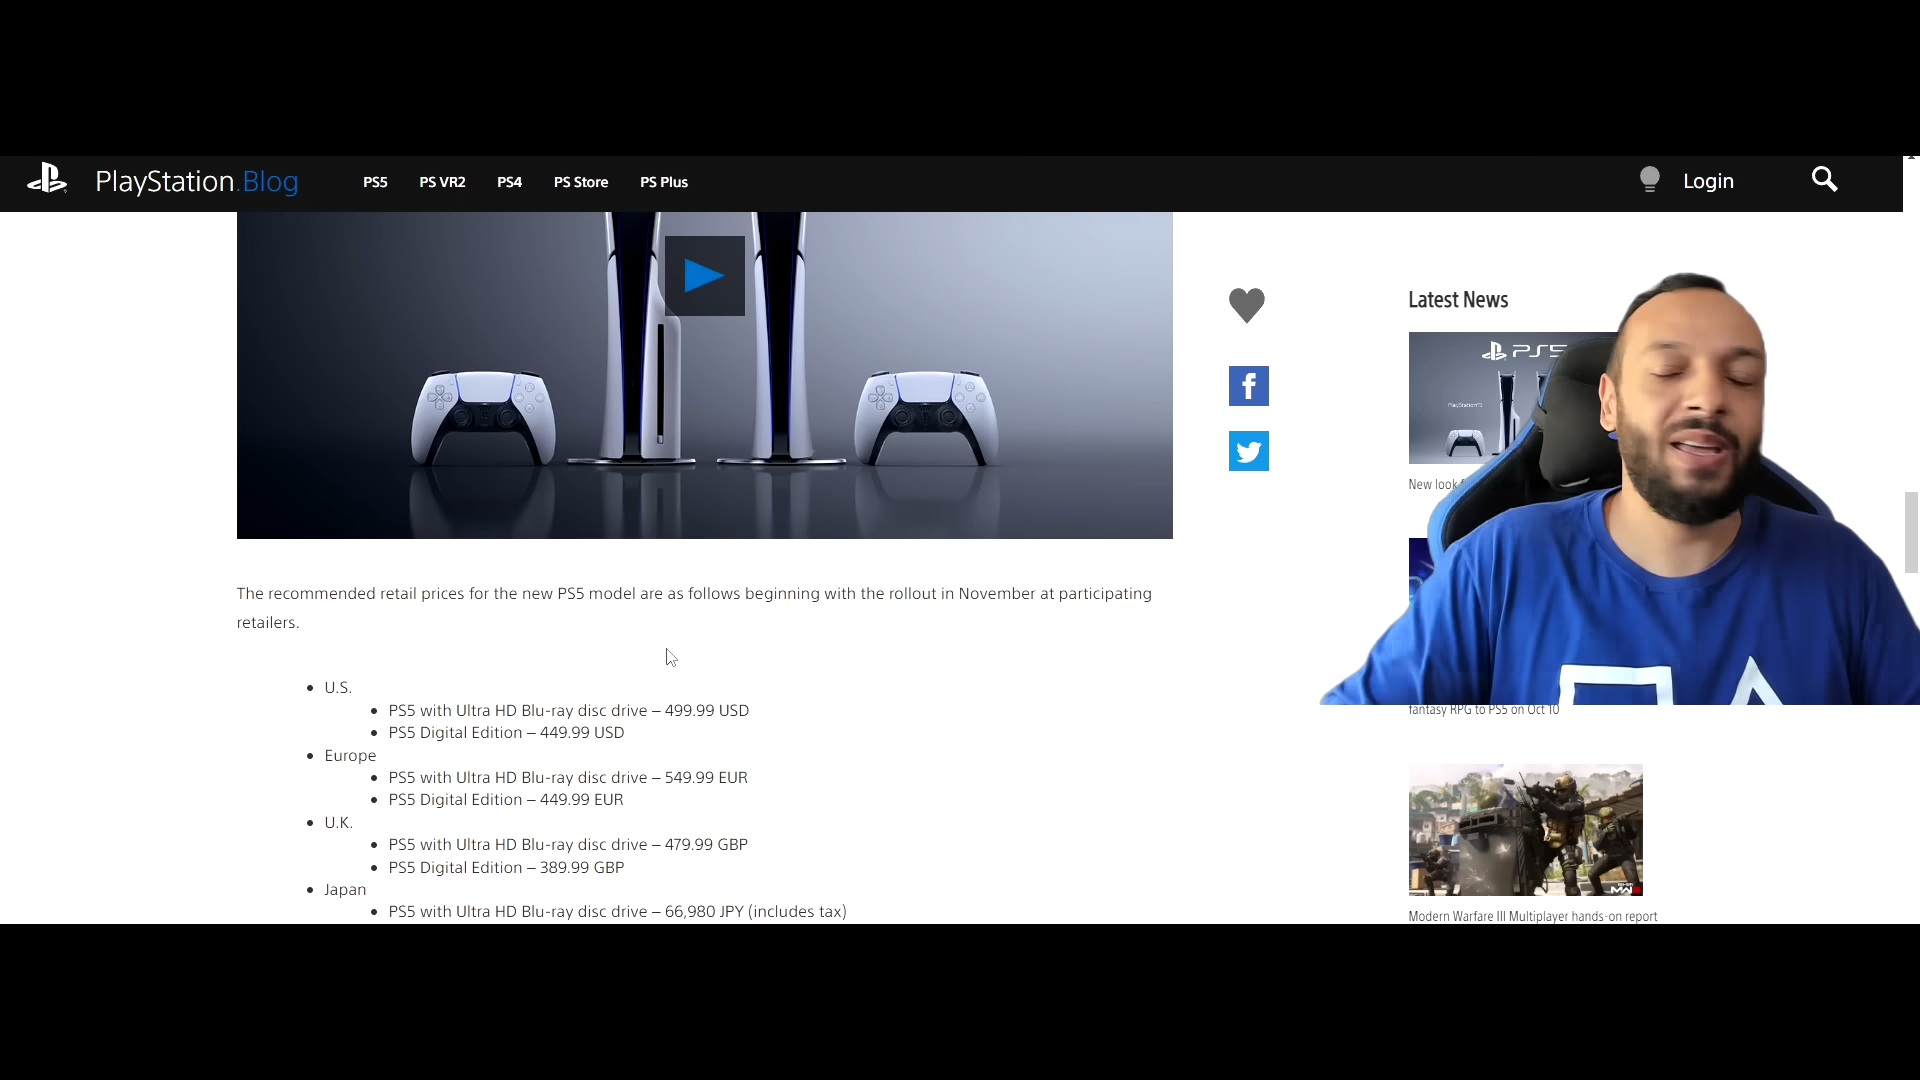 PlayStation.Blog
PS5
PS VR2
PS4
PS Store
PS Plus
Login
Latest News
PS5
New look
fantasy RPG to PS5 on Oct 10
Modern Warfare III Multiplayer hands-on report
The recommended retail prices for the new PS5 model are as follows beginning with the rollout in November at participating
retailers.
U.S.
PS5 with Ultra HD Blu-ray disc drive – 499.99 USD
PS5 Digital Edition – 449.99 USD
Europe
PS5 with Ultra HD Blu-ray disc drive – 549.99 EUR
PS5 Digital Edition – 449.99 EUR
U.K.
PS5 with Ultra HD Blu-ray disc drive – 479.99 GBP
PS5 Digital Edition – 389.99 GBP
Japan
PS5 with Ultra HD Blu-ray disc drive – 66,980 JPY (includes tax)